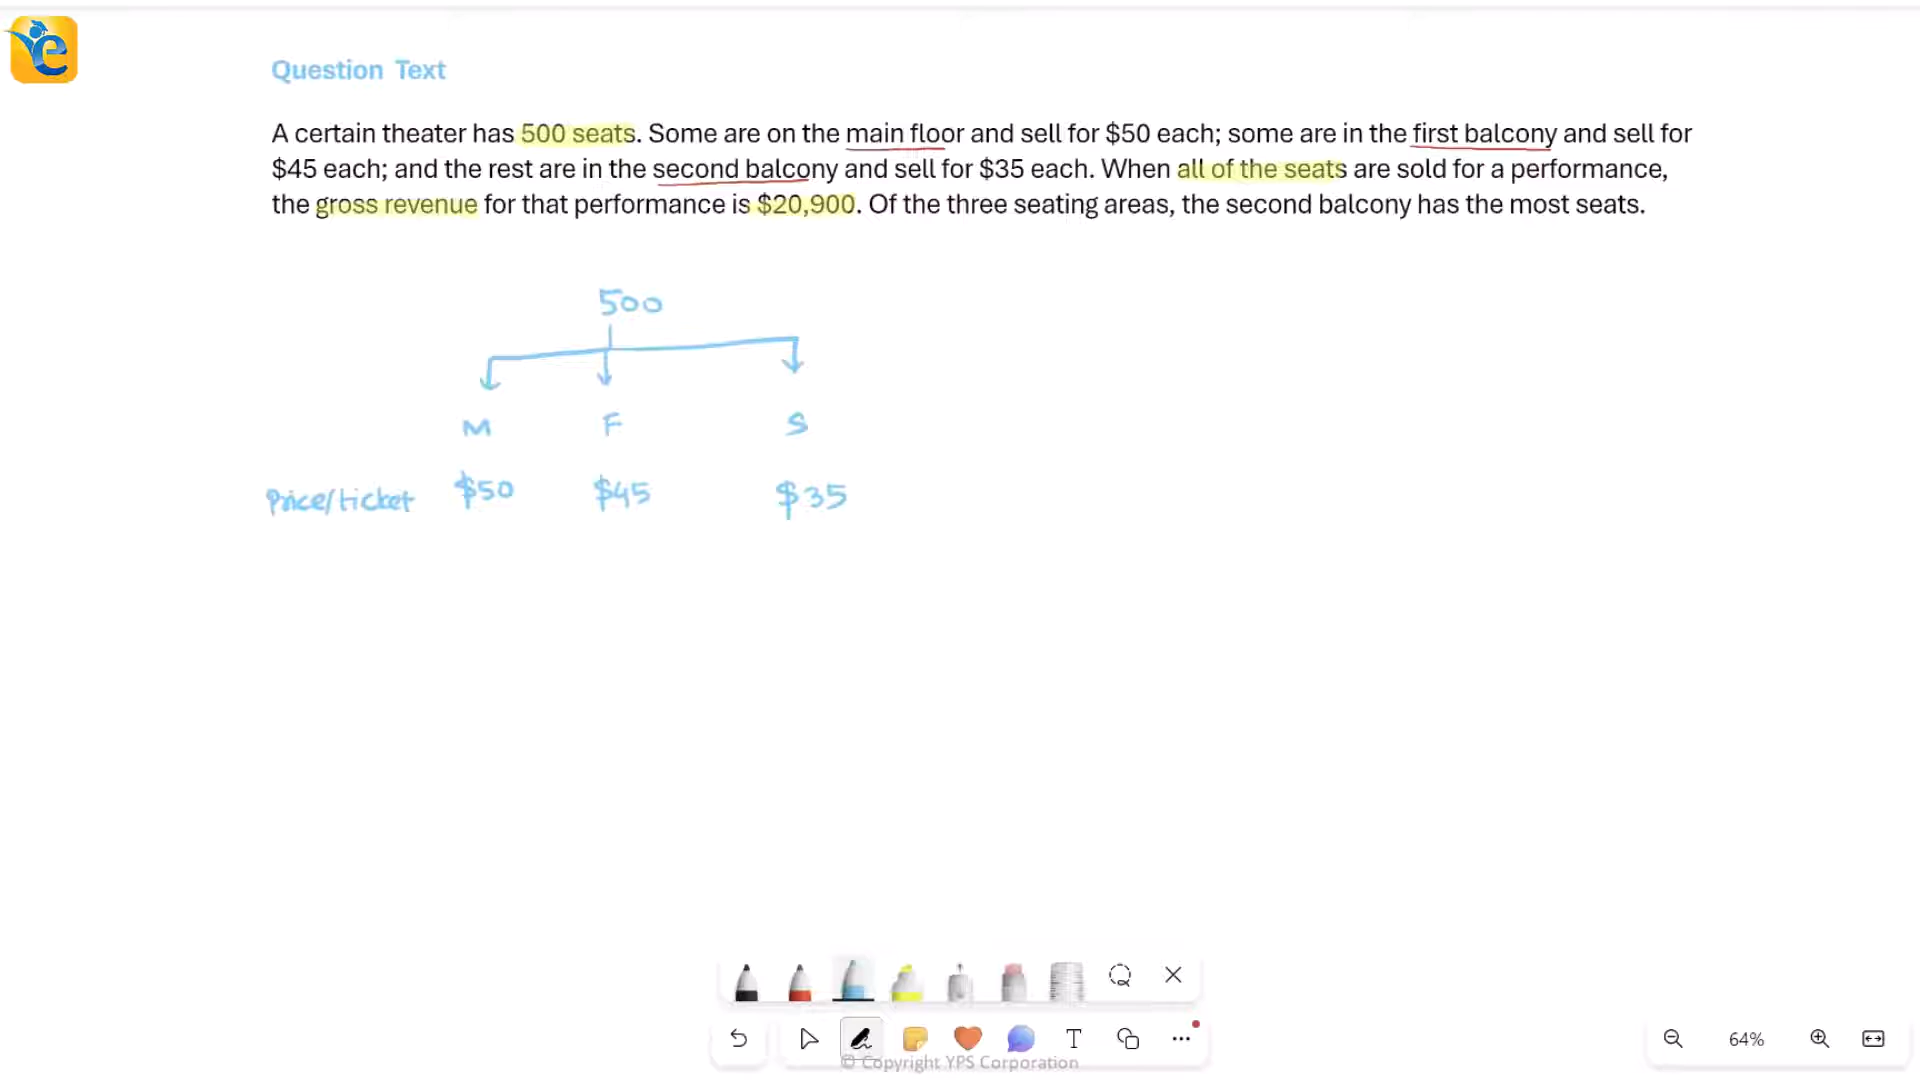 Question Text
A certain theater has 500 seats. Some are on the main floor and sell for $50 each; some are in the first balcony and sell for
$45 each; and the rest are in the second balcony and sell for $35 each. When all of the seats are sold for a performance,
the gross revenue for that performance is $20,900. Of the three seating areas, the second balcony has the most seats.
500
M F S
Price/ticket $50 $45 $35
T
64%
© Copyright YPS Corporation